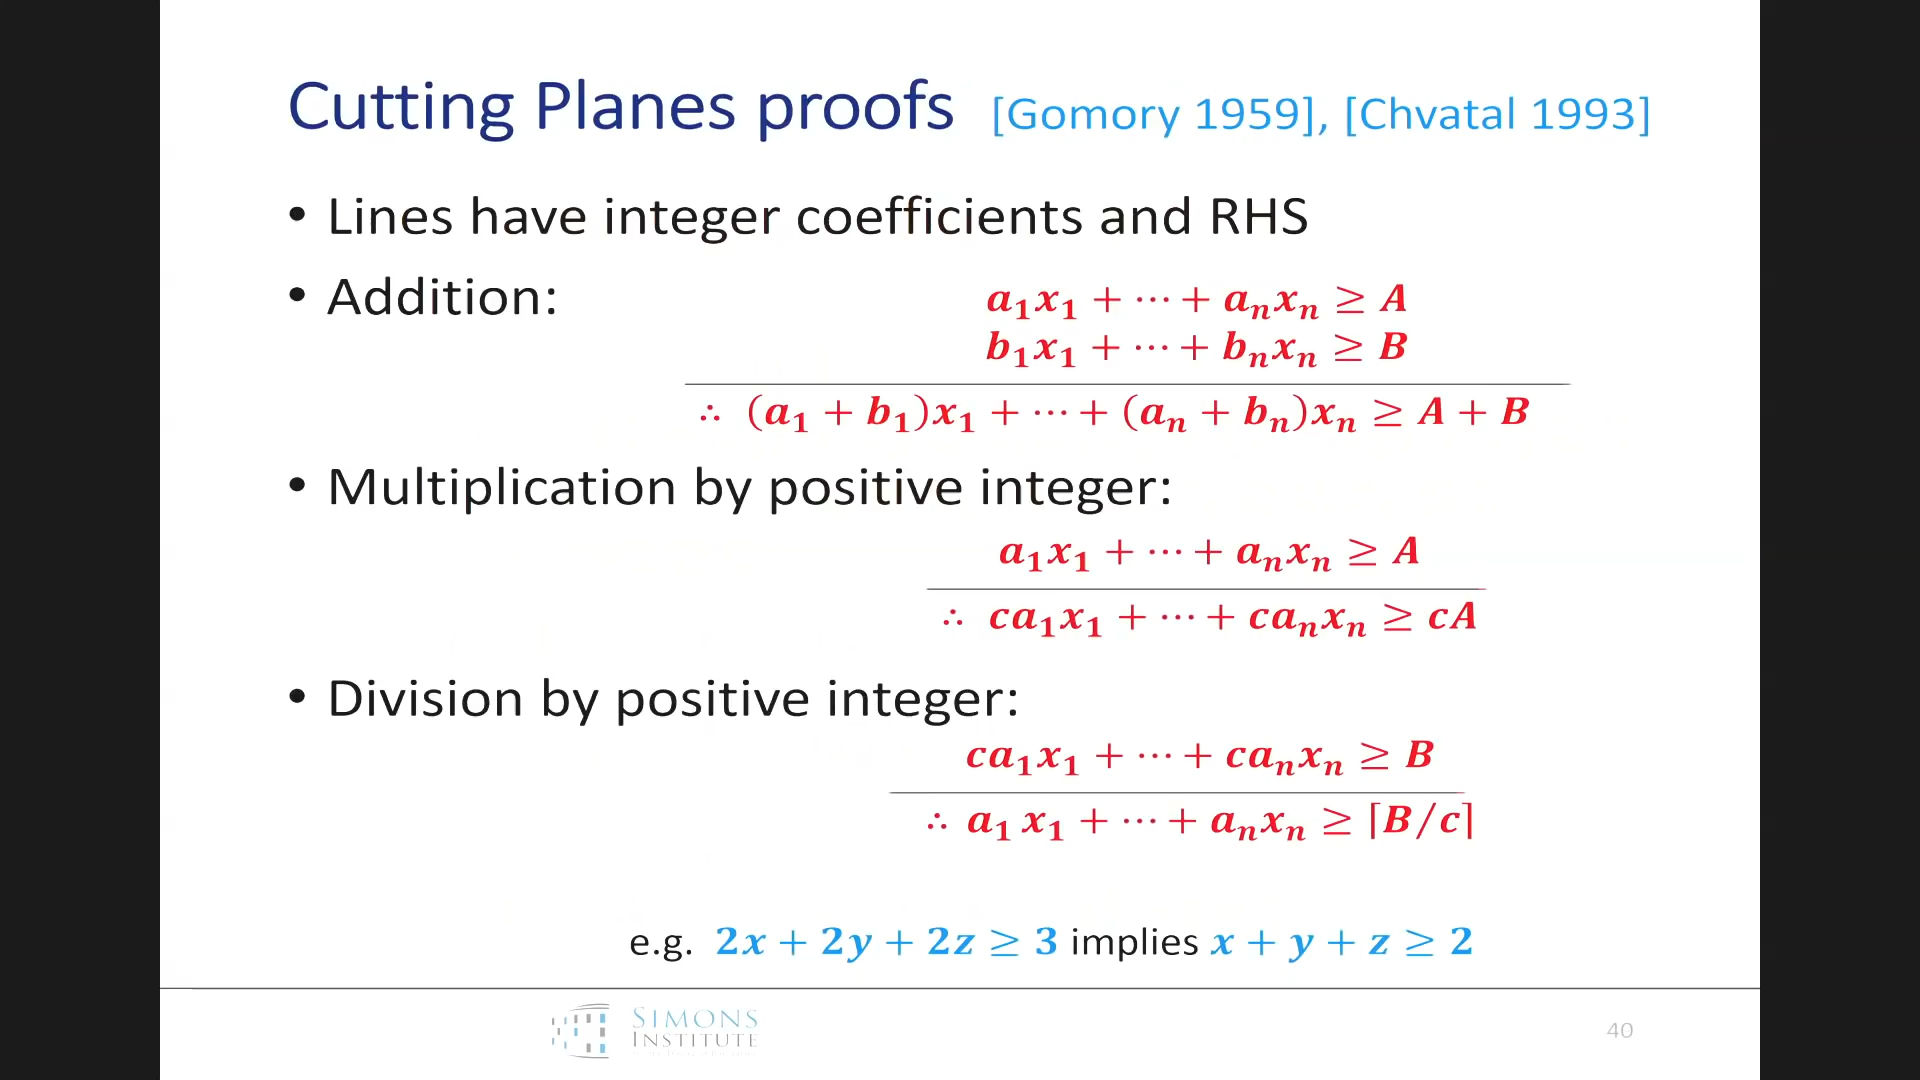 Cutting Planes proofs [Gomory 1959], [Chvatal 1993]
• Lines have integer coefficients and RHS
• Addition:
a₁x₁ + ⋯ + aₙxₙ ≥ A
b₁x₁ + ⋯ + bₙxₙ ≥ B
∴ (a₁ + b₁)x₁ + ⋯ + (aₙ + bₙ)xₙ ≥ A + B
• Multiplication by positive integer:
a₁x₁ + ⋯ + aₙxₙ ≥ A
∴ ca₁x₁ + ⋯ + caₙxₙ ≥ cA
• Division by positive integer:
ca₁x₁ + ⋯ + caₙxₙ ≥ B
∴ a₁ x₁ + ⋯ + aₙxₙ ≥ ⌈B/c⌉
e.g. 2x + 2y + 2z ≥ 3 implies x + y + z ≥ 2
SIMONS
INSTITUTE
40